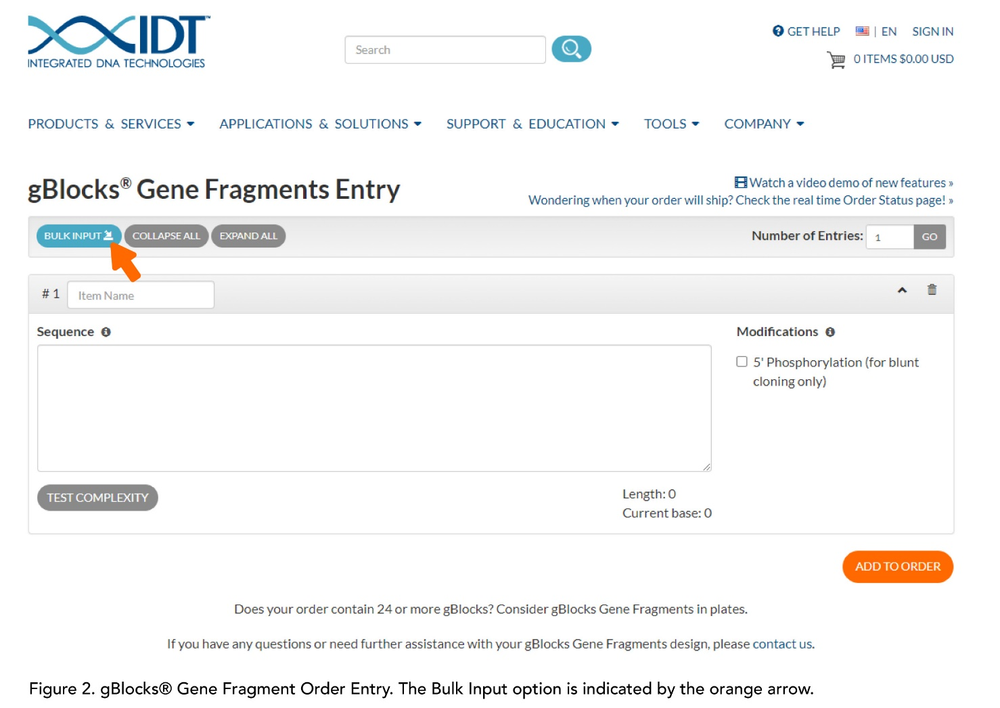 IDT™
INTEGRATED DNA TECHNOLOGIES
Search
GET HELP | EN SIGN IN
0 ITEMS $0.00 USD
PRODUCTS & SERVICES APPLICATIONS & SOLUTIONS SUPPORT & EDUCATION TOOLS COMPANY
gBlocks® Gene Fragments Entry
Watch a video demo of new features »
Wondering when your order will ship? Check the real time Order Status page! »
BULK INPUT COLLAPSE ALL EXPAND ALL Number of Entries: 1 GO
# 1 Item Name
Sequence Modifications
5' Phosphorylation (for blunt
cloning only)
TEST COMPLEXITY
Length: 0
Current base: 0
ADD TO ORDER
Does your order contain 24 or more gBlocks? Consider gBlocks Gene Fragments in plates.
If you have any questions or need further assistance with your gBlocks Gene Fragments design, please contact us.
Figure 2. gBlocks® Gene Fragment Order Entry. The Bulk Input option is indicated by the orange arrow.